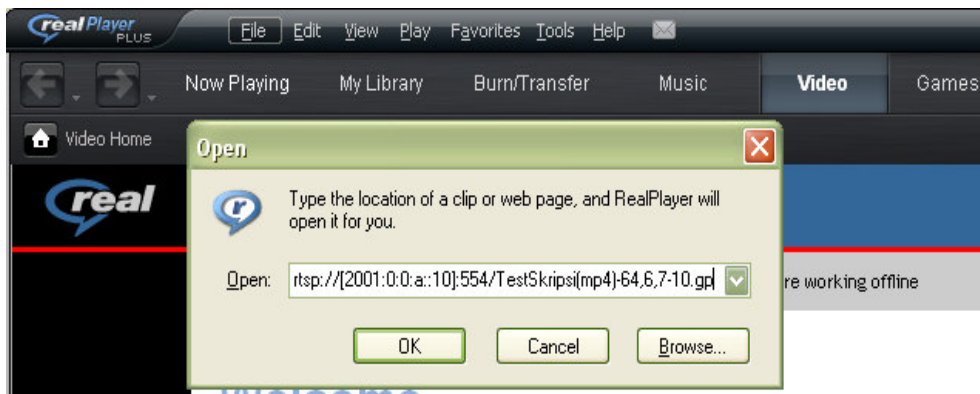 realPlayer
PLUS
File Edit View Play Favorites Tools Help
Now Playing My Library Burn/Transfer Music Video Games
Video Home
Open
real
Type the location of a clip or web page, and RealPlayer will
open it for you.
Open: rtsp://[2001:0:0:a::10]:554/TestSkripsi(mp4)-64,6,7-10.gp
re working offline
OK Cancel Browse...
Welcome